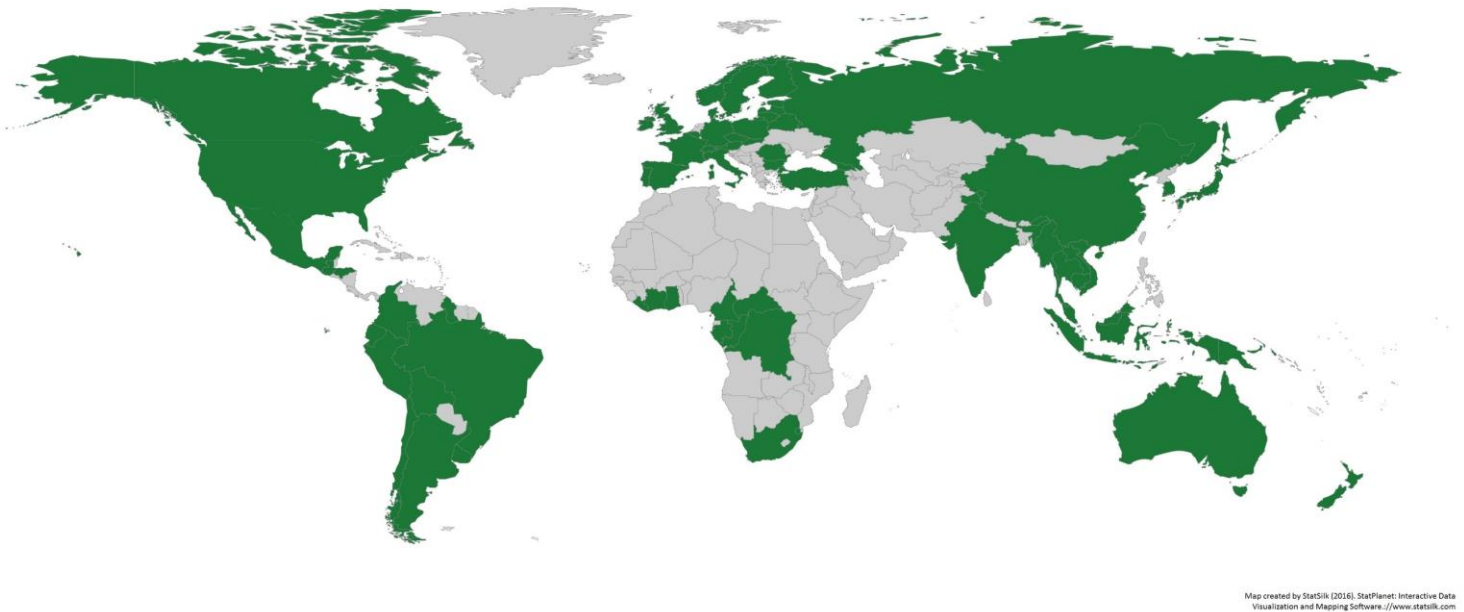 Map created by StatSilk (2016). StatPlanet: Interactive Data
Visualization and Mapping Software.://www.statsilk.com